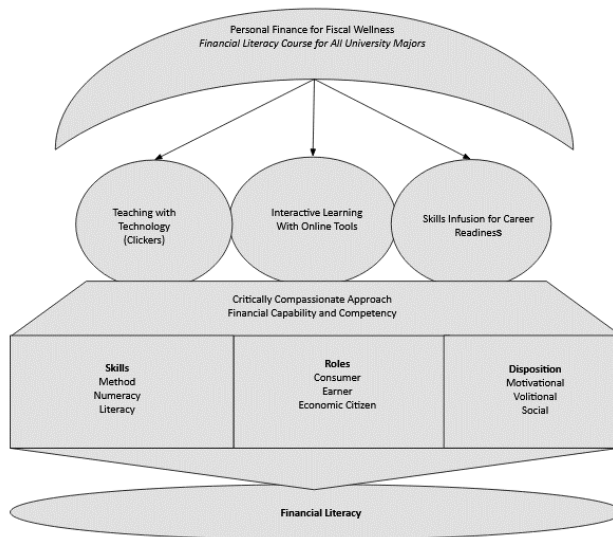 Personal Finance for Fiscal Wellness
Financial Literacy Course for All University Majors
Teaching with
Technology
(Clickers)
Interactive Learning
With Online Tools
Skills Infusion for Career
Readiness
Critically Compassionate Approach
Financial Capability and Competency
Skills
Method
Numeracy
Literacy
Roles
Consumer
Earner
Economic Citizen
Disposition
Motivational
Volitional
Social
Financial Literacy